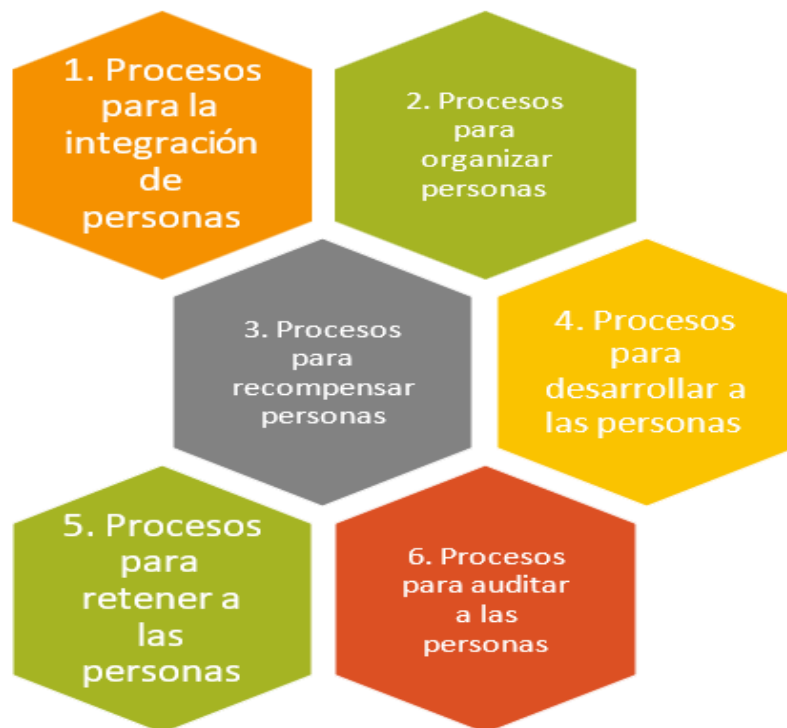 1. Procesos
para la
integración
de
personas
2. Procesos
para
organizar
personas
3. Procesos
para
recompensar
personas
4. Procesos
para
desarrollar a
las personas
5. Procesos
para
retener a
las
personas
6. Procesos
para auditar
a las
personas